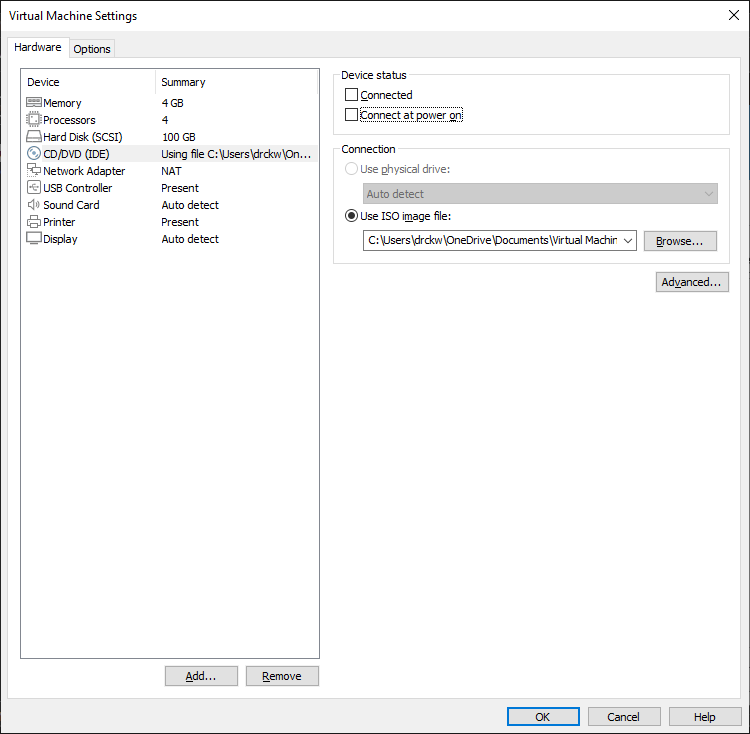 Virtual Machine Settings
Hardware Options
Device Summary
Memory 4 GB
Processors 4
Hard Disk (SCSI) 100 GB
CD/DVD (IDE) Using file C:\Users\drckw\On...
Network Adapter NAT
USB Controller Present
Sound Card Auto detect
Printer Present
Display Auto detect
Add... Remove
Device status
Connected
Connect at power on
Connection
Use physical drive:
Auto detect
Use ISO image file:
C:\Users\drckw\OneDrive\Documents\Virtual Machin Browse...
Advanced...
OK Cancel Help